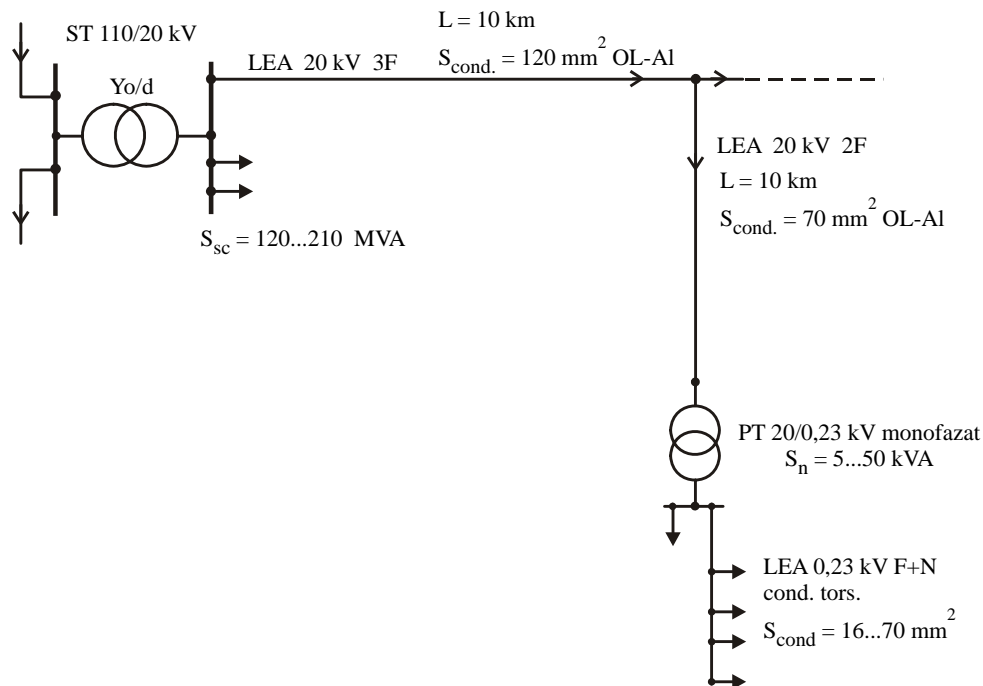 ST 110/20 kV
Yo/d
LEA 20 kV 3F
L = 10 km
S_cond. = 120 mm² OL-Al
S_sc = 120...210 MVA
LEA 20 kV 2F
L = 10 km
S_cond. = 70 mm² OL-Al
PT 20/0,23 kV monofazat
S_n = 5...50 kVA
LEA 0,23 kV F+N
cond. tors.
S_cond = 16...70 mm²